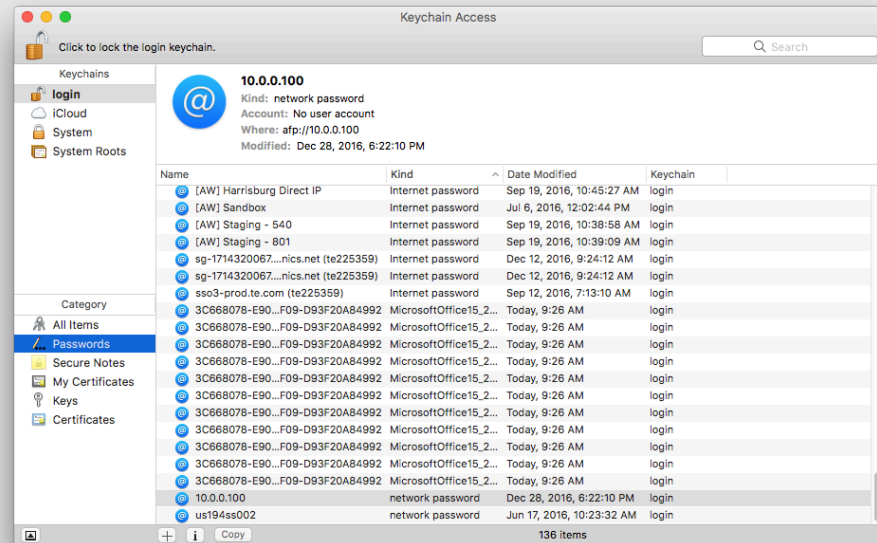 Keychain Access
Click to lock the login keychain.
Search
Keychains
login
iCloud
System
System Roots
Category
All Items
Passwords
Secure Notes
My Certificates
Keys
Certificates
@
10.0.0.100
Kind: network password
Account: No user account
Where: afp://10.0.0.100
Modified: Dec 28, 2016, 6:22:10 PM
Name Kind Date Modified Keychain
@ [AW] Harrisburg Direct IP Internet password Sep 19, 2016, 10:45:27 AM login
@ [AW] Sandbox Internet password Jul 6, 2016, 12:02:44 PM login
@ [AW] Staging - 540 Internet password Sep 19, 2016, 10:38:58 AM login
@ [AW] Staging - 801 Internet password Sep 19, 2016, 10:39:09 AM login
@ sg-1714320067....nics.net (te225359) Internet password Dec 12, 2016, 9:24:12 AM login
@ sg-1714320067....nics.net (te225359) Internet password Dec 12, 2016, 9:24:12 AM login
@ sso3-prod.te.com (te225359) Internet password Sep 12, 2016, 7:13:10 AM login
@ 3C668078-E90...F09-D93F20A84992 MicrosoftOffice15_2... Today, 9:26 AM login
@ 3C668078-E90...F09-D93F20A84992 MicrosoftOffice15_2... Today, 9:26 AM login
@ 3C668078-E90...F09-D93F20A84992 MicrosoftOffice15_2... Today, 9:26 AM login
@ 3C668078-E90...F09-D93F20A84992 MicrosoftOffice15_2... Today, 9:26 AM login
@ 3C668078-E90...F09-D93F20A84992 MicrosoftOffice15_2... Today, 9:26 AM login
@ 3C668078-E90...F09-D93F20A84992 MicrosoftOffice15_2... Today, 9:26 AM login
@ 3C668078-E90...F09-D93F20A84992 MicrosoftOffice15_2... Today, 9:26 AM login
@ 3C668078-E90...F09-D93F20A84992 MicrosoftOffice15_2... Today, 9:26 AM login
@ 3C668078-E90...F09-D93F20A84992 MicrosoftOffice15_2... Today, 9:26 AM login
@ 3C668078-E90...F09-D93F20A84992 MicrosoftOffice15_2... Today, 9:26 AM login
@ 3C668078-E90...F09-D93F20A84992 MicrosoftOffice15_2... Today, 9:26 AM login
@ 10.0.0.100 network password Dec 28, 2016, 6:22:10 PM login
@ us194ss002 network password Jun 17, 2016, 10:23:32 AM login
+ i Copy 136 items